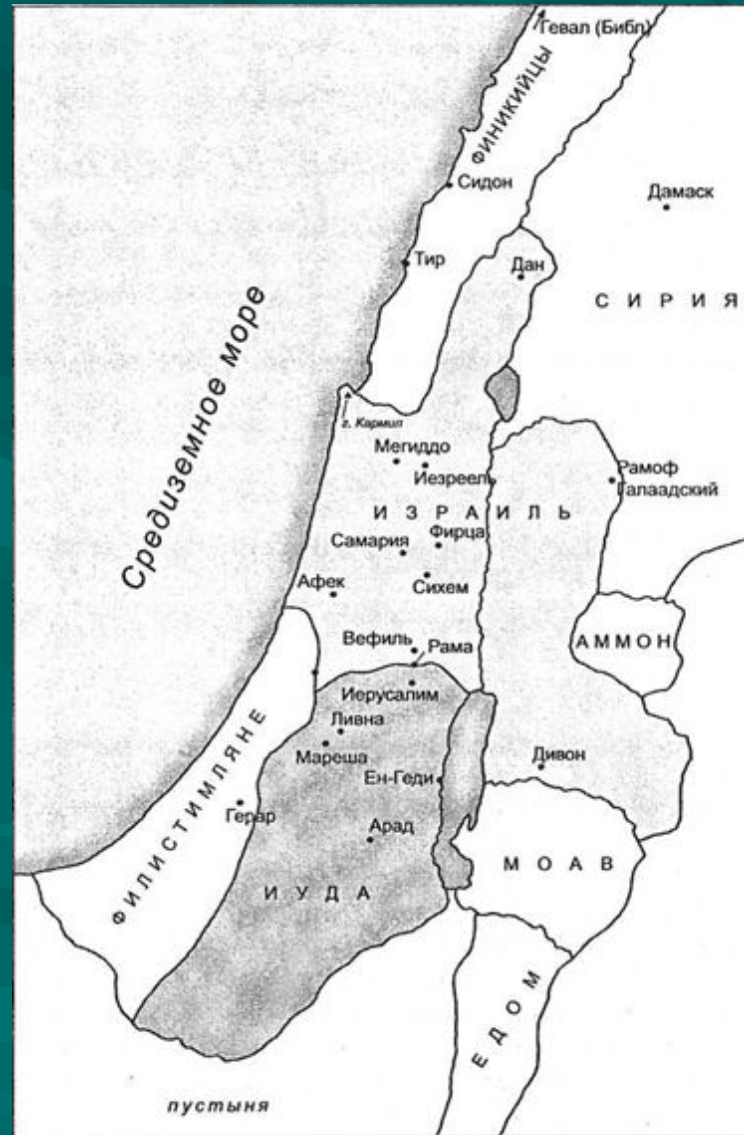 Гевал (Библ)
ФИНИКИЙЦЫ
Сидон
Дамаск
Тир
Дан
СИРИЯ
Средиземное море
г. Кармил
Мегиддо
Иезреель
Рамоф
Галаадский
ИЗРАИЛЬ
Самария
Фирца
Сихем
Афек
АММОН
Вефиль
Рама
Иерусалим
Ливна
Мареша
Ен-Геди
Дивон
Герар
Арад
ФИЛИСТИМЛЯНЕ
ИУДА
МОАВ
ЕДОМ
пустыня